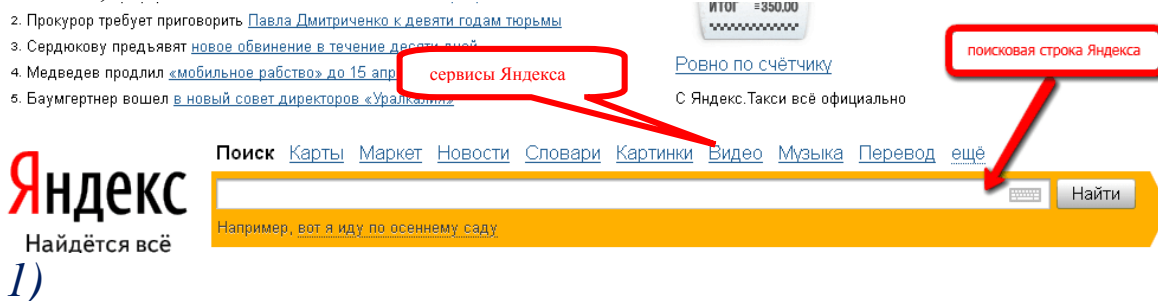 2. Прокурор требует приговорить Павла Дмитриченко к девяти годам тюрьмы
3. Сердюкову предъявят новое обвинение в течение десяти дней
4. Медведев продлил «мобильное рабство» до 15 апр
5. Баумгертнер вошел в новый совет директоров «Уралкалия»
сервисы Яндекса
ИТОГ =350.00
Ровно по счётчику
С Яндекс.Такси всё официально
поисковая строка Яндекса
Поиск Карты Маркет Новости Словари Картинки Видео Музыка Перевод ещё
Яндекс
Найти
Например, вот я иду по осеннему саду
Найдётся всё
1)